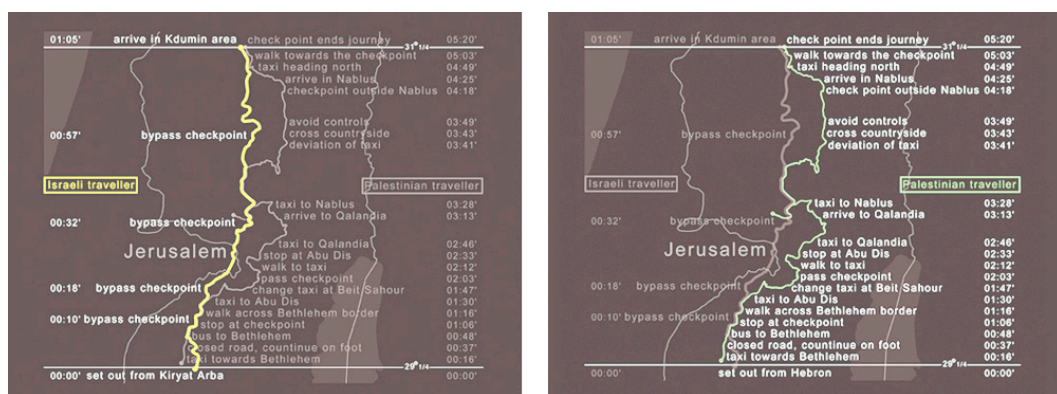 01:05' arrive in Kdumin area check point ends journey 05:20'
31° 1/4
walk towards the checkpoint 05:03'
taxi heading north 04:49'
arrive in Nablus 04:25'
checkpoint outside Nablus 04:18'
avoid controls 03:49'
00:57' bypass checkpoint cross countryside 03:43'
deviation of taxi 03:41'
Israeli traveller Palestinian traveller
taxi to Nablus 03:28'
00:32' bypass checkpoint arrive to Qalandia 03:13'
Jerusalem taxi to Qalandia 02:46'
stop at Abu Dis 02:33'
walk to taxi 02:12'
pass checkpoint 02:03'
00:18' bypass checkpoint change taxi at Beit Sahour 01:47'
taxi to Abu Dis 01:30'
walk across Bethlehem border 01:16'
00:10' bypass checkpoint stop at checkpoint 01:06'
bus to Bethlehem 00:48'
closed road, countinue on foot 00:37'
taxi towards Bethlehem 00:16'
29° 1/4
00:00' set out from Kiryat Arba 00:00'
01:05' arrive in Kdumin area check point ends journey 05:20'
31° 1/4
walk towards the checkpoint 05:03'
taxi heading north 04:49'
arrive in Nablus 04:25'
check point outside Nablus 04:18'
avoid controls 03:49'
00:57' bypass checkpoint cross countryside 03:43'
deviation of taxi 03:41'
Israeli traveller Palestinian traveller
taxi to Nablus 03:28'
00:32' bypass checkpoint arrive to Qalandia 03:13'
Jerusalem taxi to Qalandia 02:46'
stop at Abu Dis 02:33'
walk to taxi 02:12'
pass checkpoint 02:03'
00:18' bypass checkpoint change taxi at Beit Sahour 01:47'
taxi to Abu Dis 01:30'
walk across Bethlehem border 01:16'
00:10' bypass checkpoint stop at checkpoint 01:06'
bus to Bethlehem 00:48'
closed road, countinue on foot 00:37'
taxi towards Bethlehem 00:16'
29° 1/4
00:00' set out from Hebron 00:00'